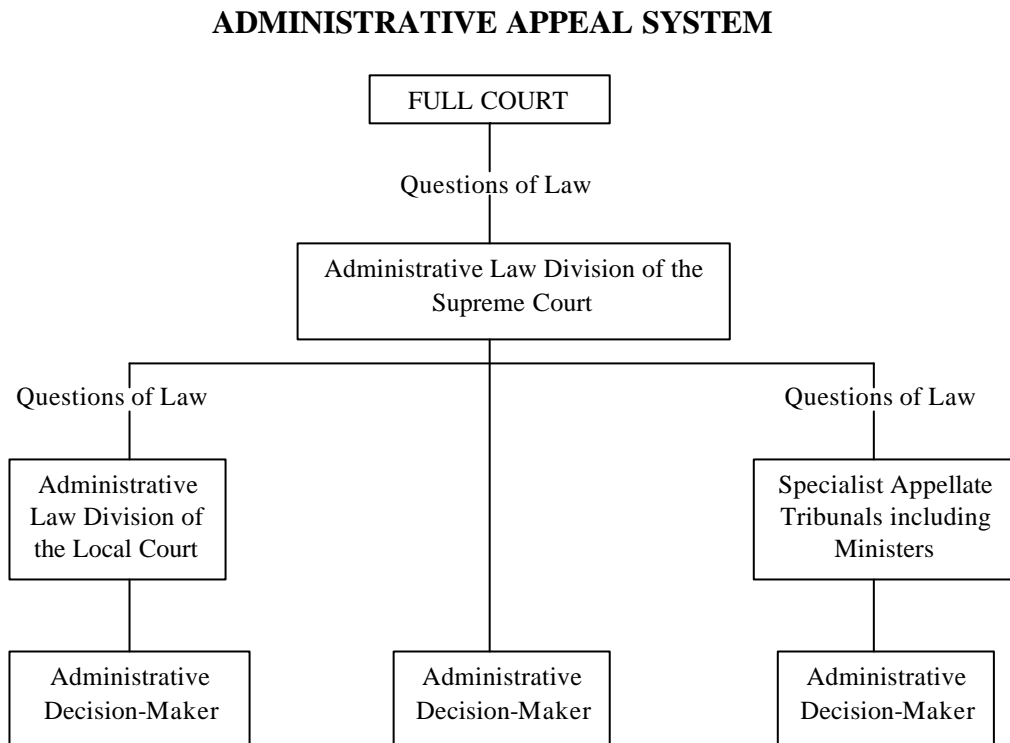 ADMINISTRATIVE APPEAL SYSTEM
FULL COURT
Questions of Law
Administrative Law Division of the
Supreme Court
Questions of Law
Questions of Law
Administrative
Law Division of
the Local Court
Specialist Appellate
Tribunals including
Ministers
Administrative
Decision-Maker
Administrative
Decision-Maker
Administrative
Decision-Maker